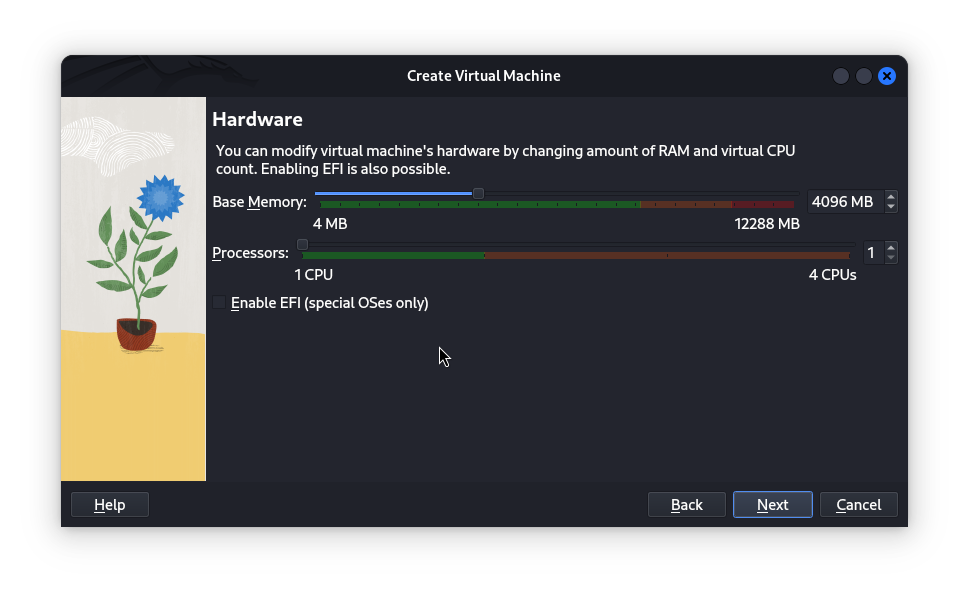 Create Virtual Machine
Hardware
You can modify virtual machine's hardware by changing amount of RAM and virtual CPU
count. Enabling EFI is also possible.
Base Memory: 4096 MB
4 MB 12288 MB
Processors: 1
1 CPU 4 CPUs
Enable EFI (special OSes only)
Help Back Next Cancel